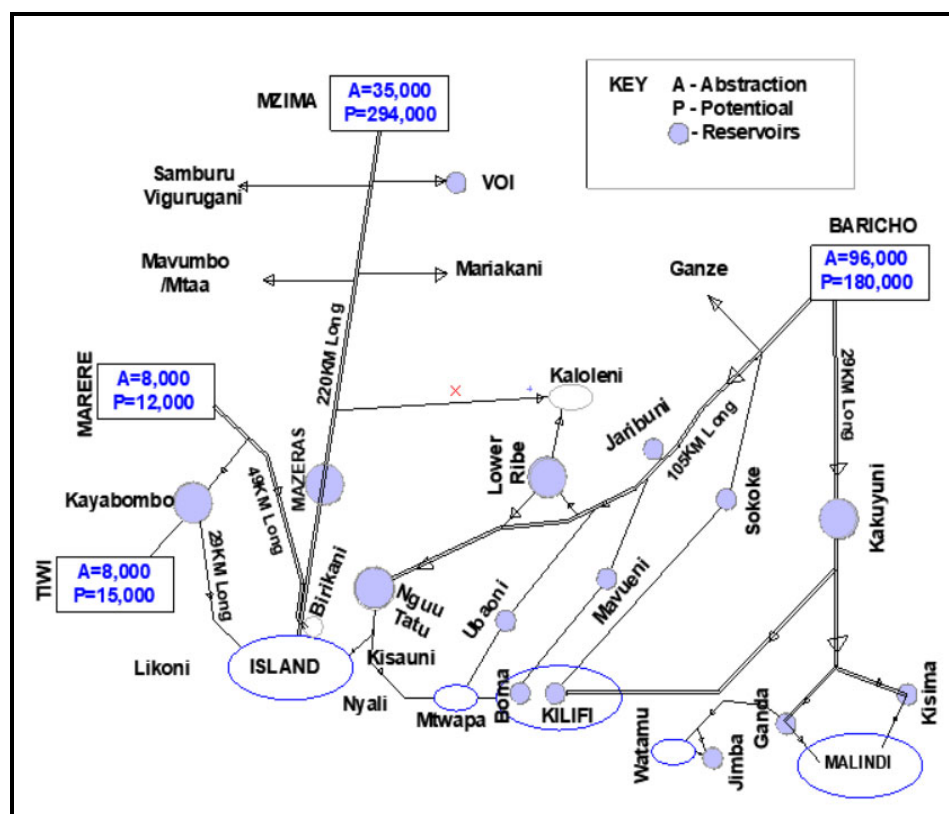 KEY A - Abstraction
P - Potentioal
- Reservoirs
MZIMA
A=35,000
P=294,000
Samburu
Vigurugani
VOI
BARICHO
A=96,000
P=180,000
Mavumbo
/Mtaa
Mariakani
Ganze
220KM Long
29KM Long
MARERE
A=8,000
P=12,000
Kaloleni
Jaribuni
105KM Long
MAZERAS
Lower
Ribe
Sokoke
Kakuyuni
Kayabombo
49KM Long
29KM Long
TIWI
A=8,000
P=15,000
Birikani
Nguu
Tatu
Ubaoni
Mavueni
Likoni
ISLAND
Kisauni
Nyali
Mtwapa
Boma
KILIFI
Watamu
Jimba
Ganda
Kisima
MALINDI